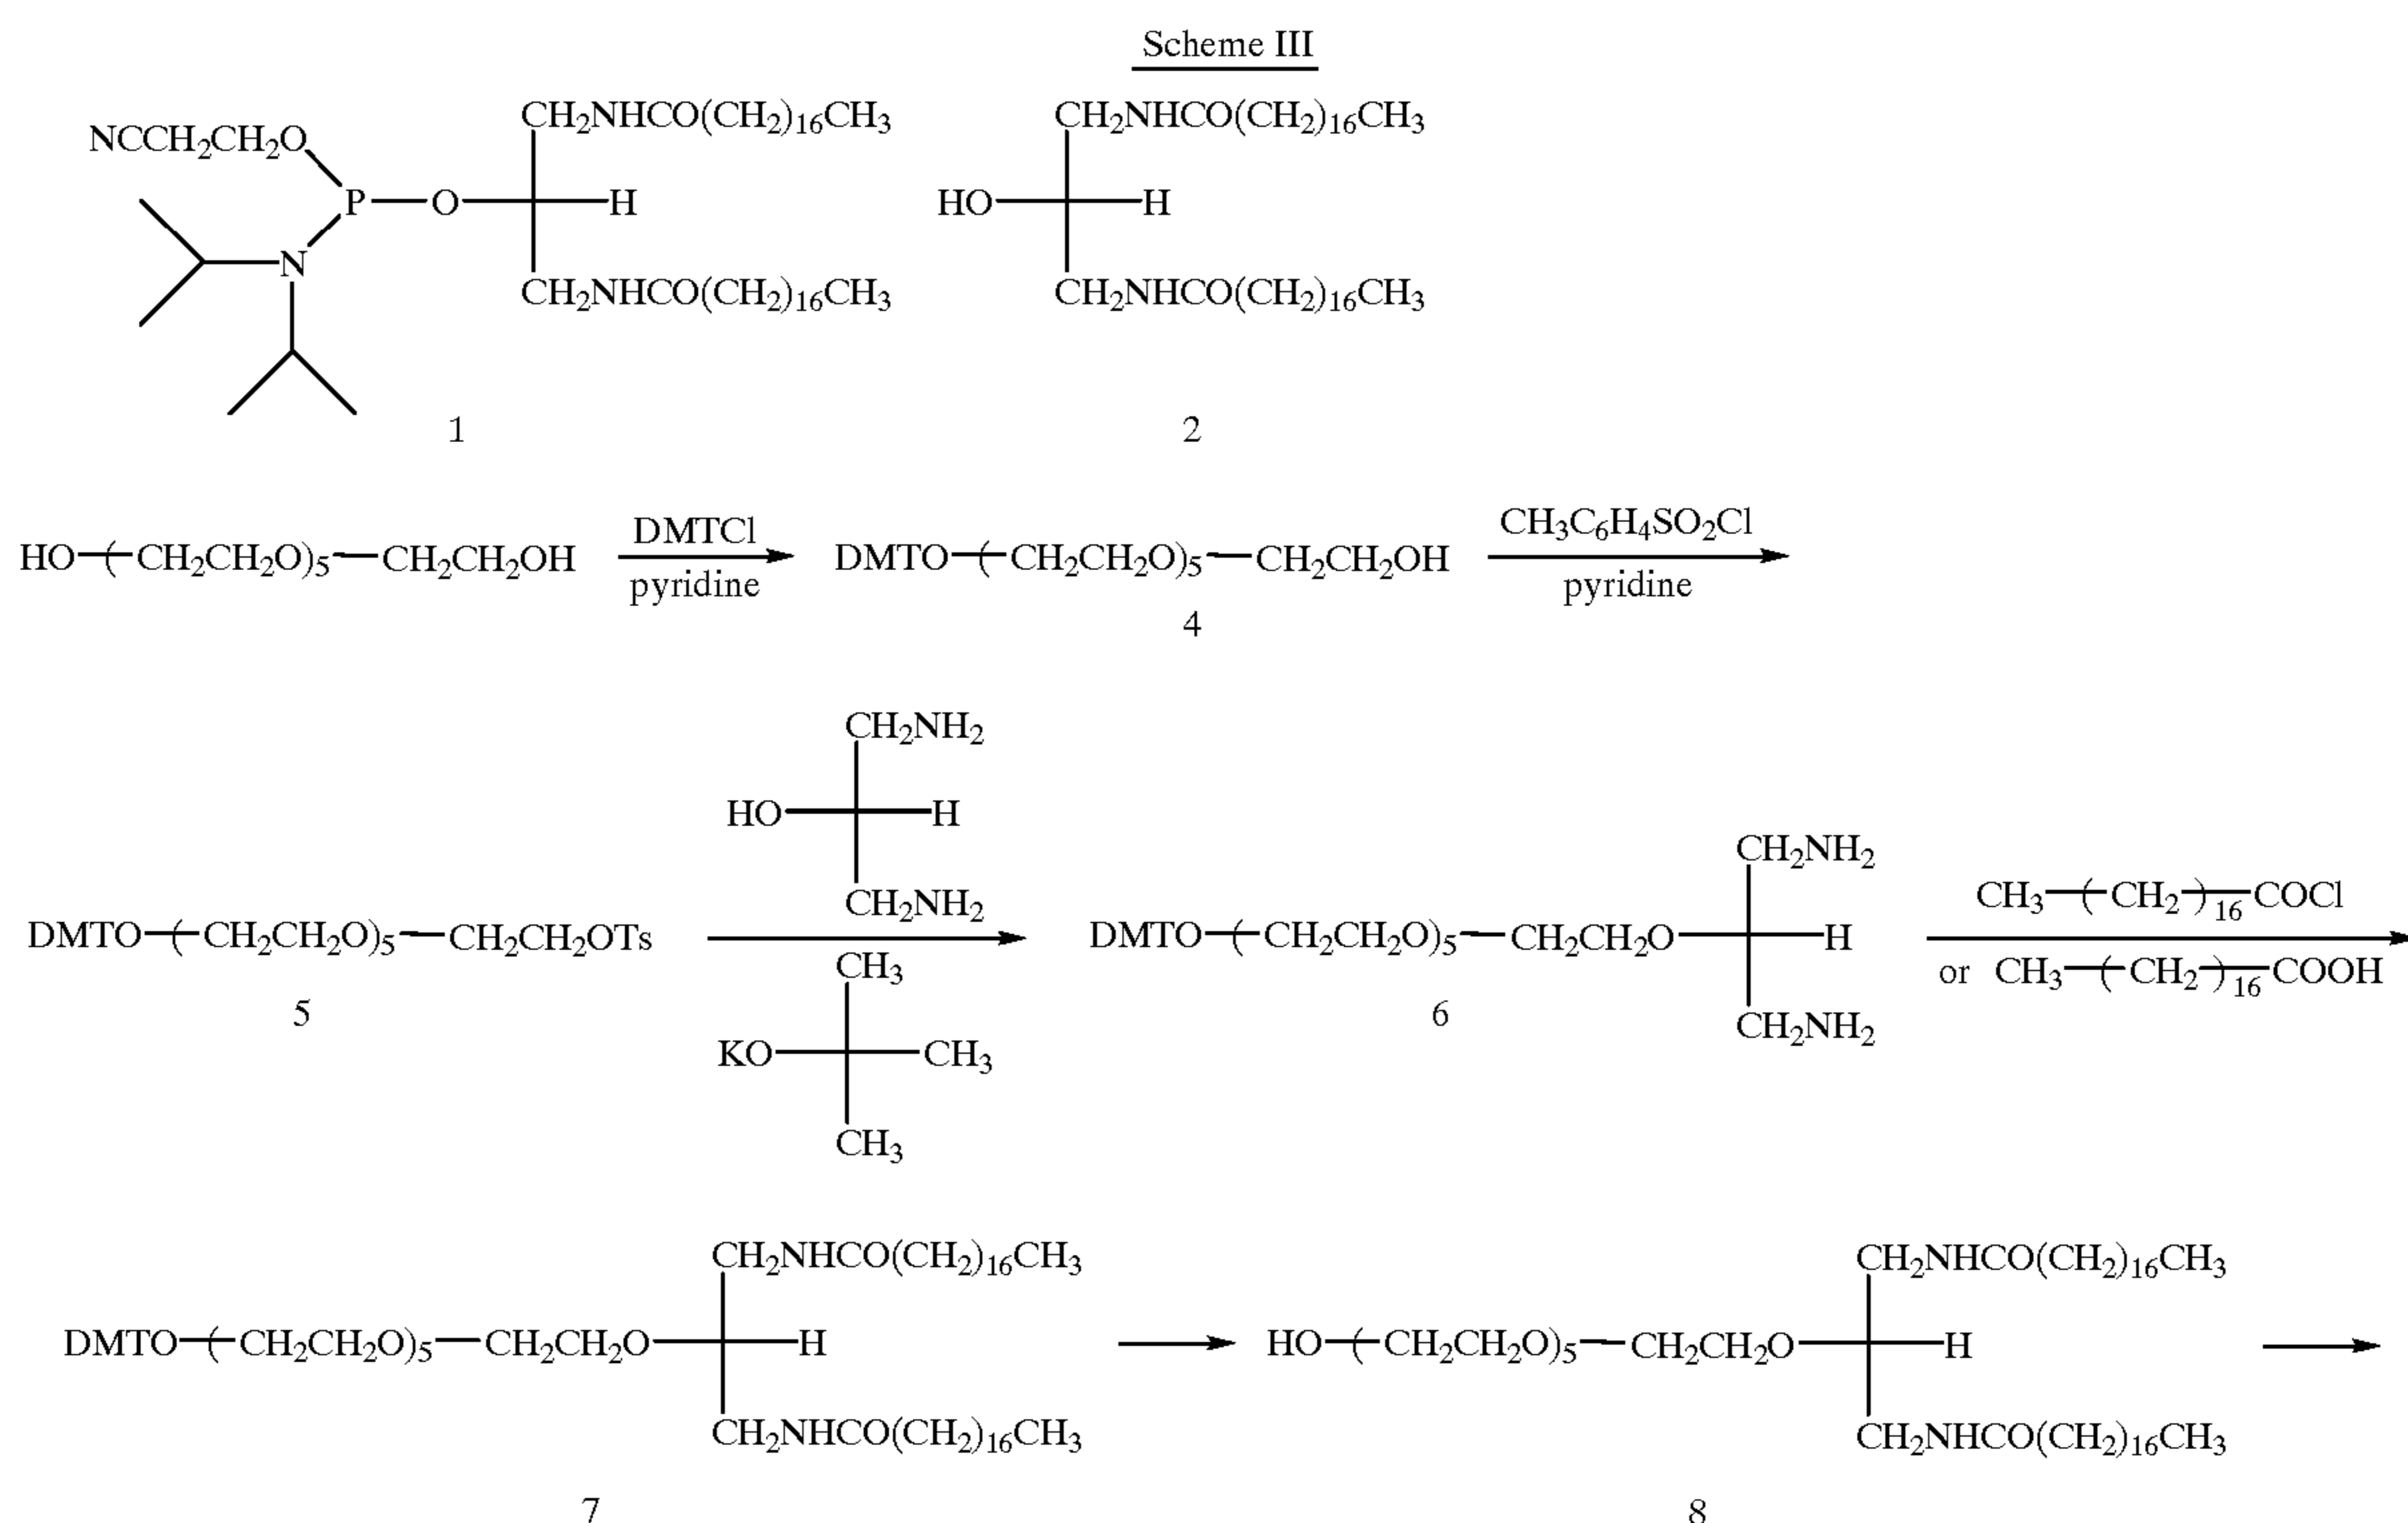 Scheme III
CH2NHCO(CH2)16CH3
CH2NHCO(CH2)16CH3
NCCH2CH2O
P—O H
HO H
N
CH2NHCO(CH2)16CH3
CH2NHCO(CH2)16CH3
1
2
HO—(CH2CH2O)5—CH2CH2OH
DMTCl
pyridine
DMTO—(CH2CH2O)5—CH2CH2OH
CH3C6H4SO2Cl
pyridine
4
CH2NH2
HO H
CH2NH2
DMTO—(CH2CH2O)5—CH2CH2OTs
5
CH3
KO CH3
CH3
CH2NH2
DMTO—(CH2CH2O)5—CH2CH2O H
CH2NH2
6
CH3—(CH2)16—COCl
or CH3—(CH2)16—COOH
CH2NHCO(CH2)16CH3
DMTO—(CH2CH2O)5—CH2CH2O H
CH2NHCO(CH2)16CH3
7
CH2NHCO(CH2)16CH3
HO—(CH2CH2O)5—CH2CH2O H
CH2NHCO(CH2)16CH3
8